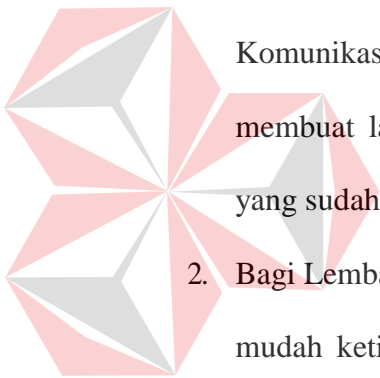 Komunikas
membuat la
yang sudah
2. Bagi Lemba
mudah keti